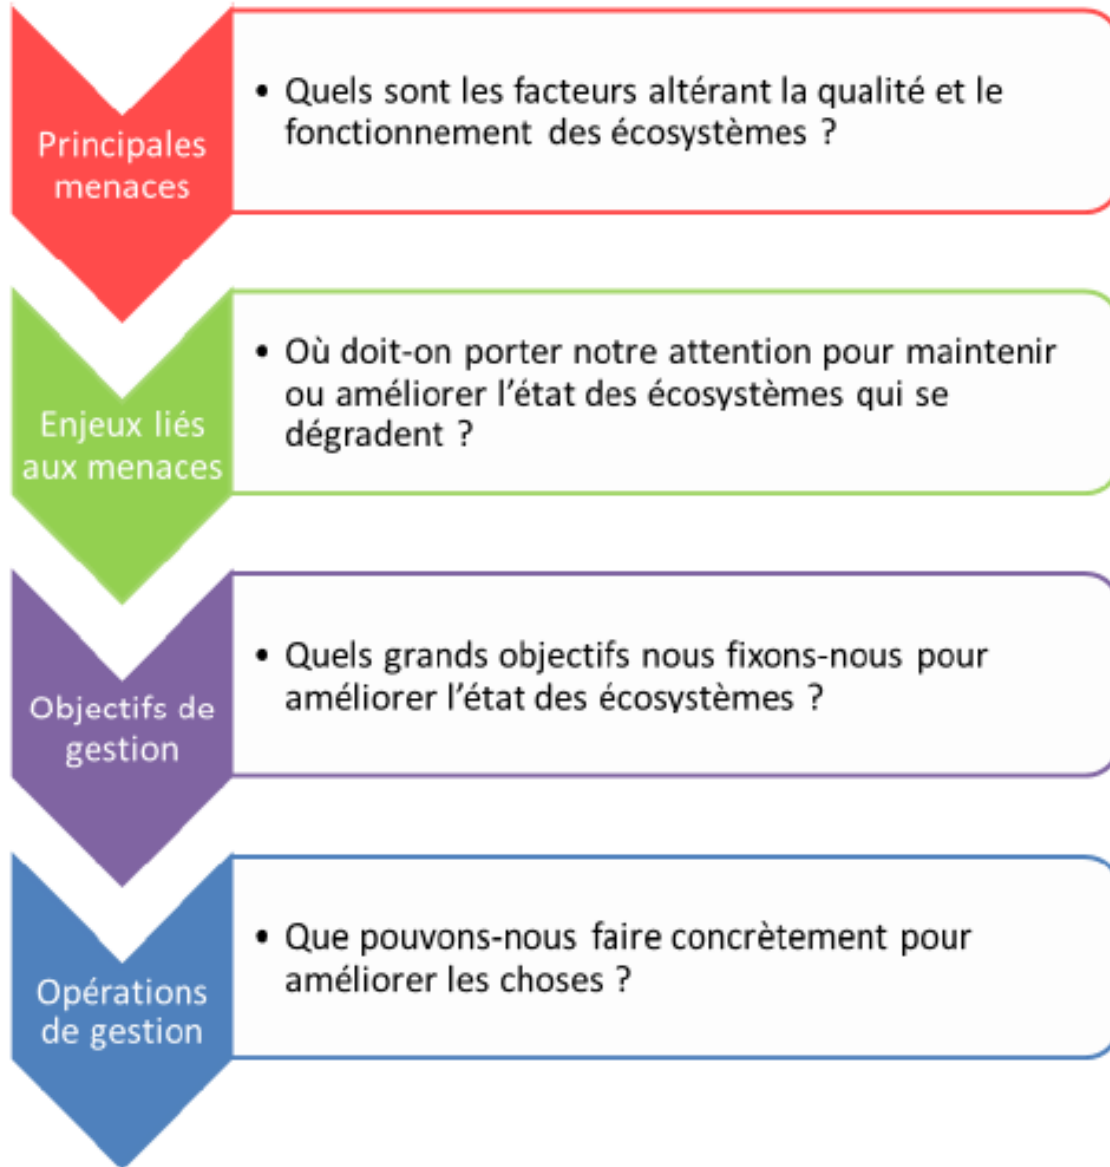 Principales
menaces
• Quels sont les facteurs altérant la qualité et le
fonctionnement des écosystèmes ?
Enjeux liés
aux menaces
• Où doit-on porter notre attention pour maintenir
ou améliorer l’état des écosystèmes qui se
dégradent ?
Objectifs de
gestion
• Quels grands objectifs nous fixons-nous pour
améliorer l’état des écosystèmes ?
Opérations
de gestion
• Que pouvons-nous faire concrètement pour
améliorer les choses ?